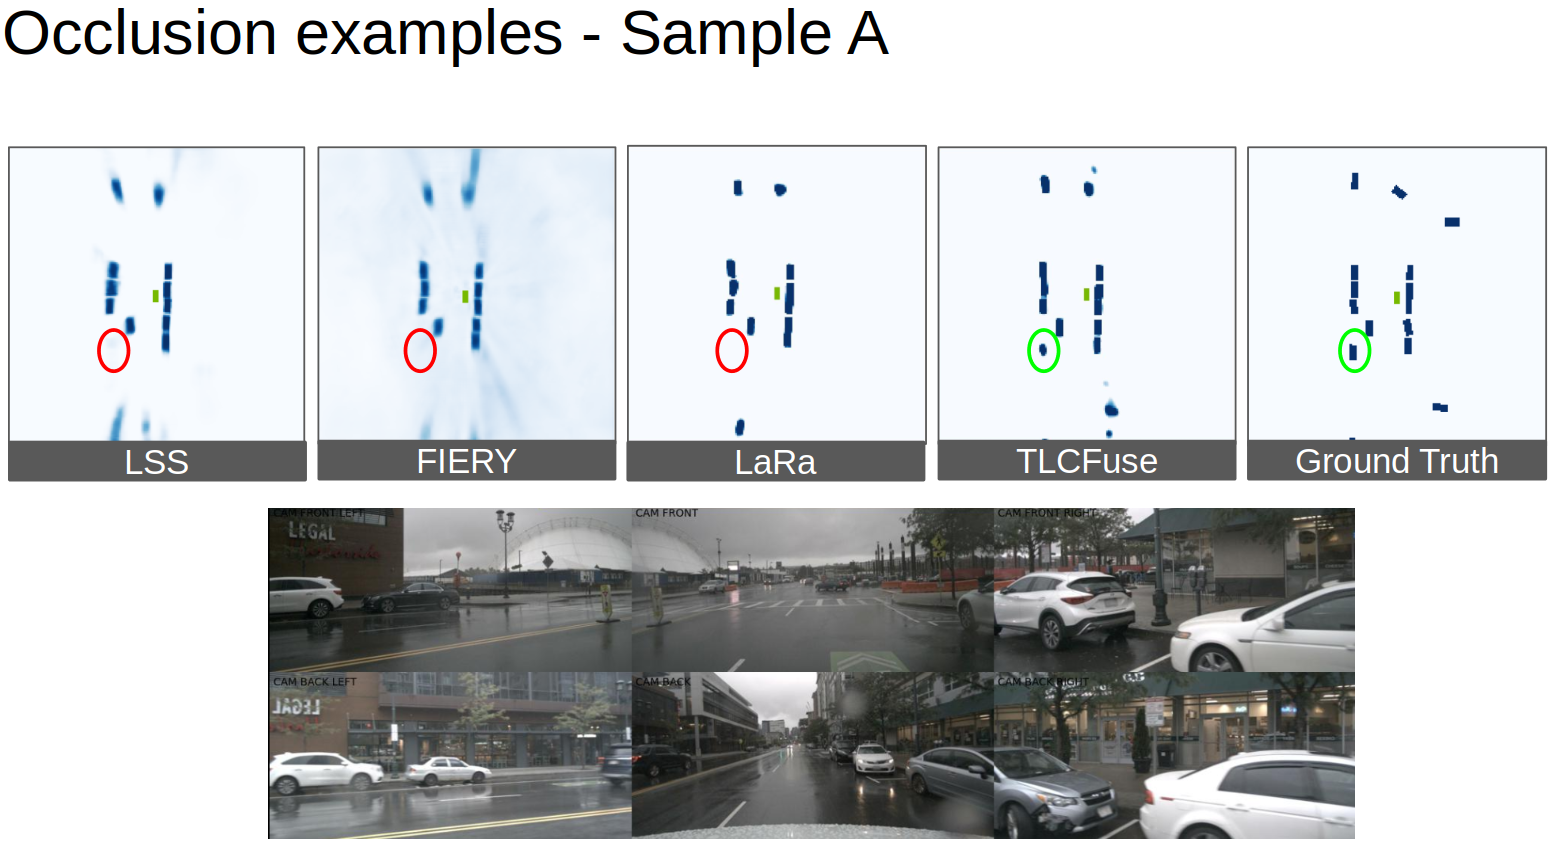 Occlusion examples - Sample A
LSS
FIERY
LaRa
TLCFuse
Ground Truth
CAM FRONT LEFT
CAM FRONT
CAM FRONT RIGHT
LEGAL
CAM BACK LEFT
CAM BACK
CAM BACK RIGHT
LEGAL